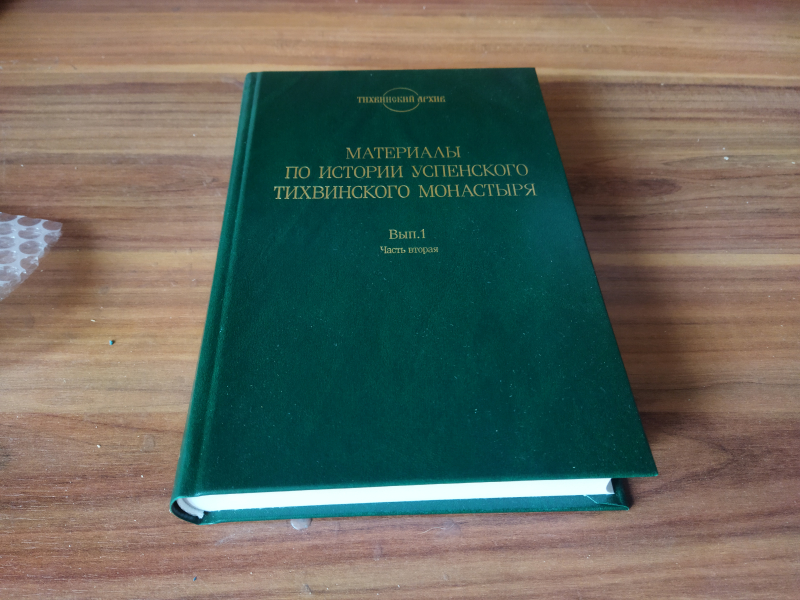 ТИХВИНСКИЙ АРХИВ
МАТЕРИАЛЫ
ПО ИСТОРИИ УСПЕНСКОГО
ТИХВИНСКОГО МОНАСТЫРЯ
Вып.1
Часть вторая